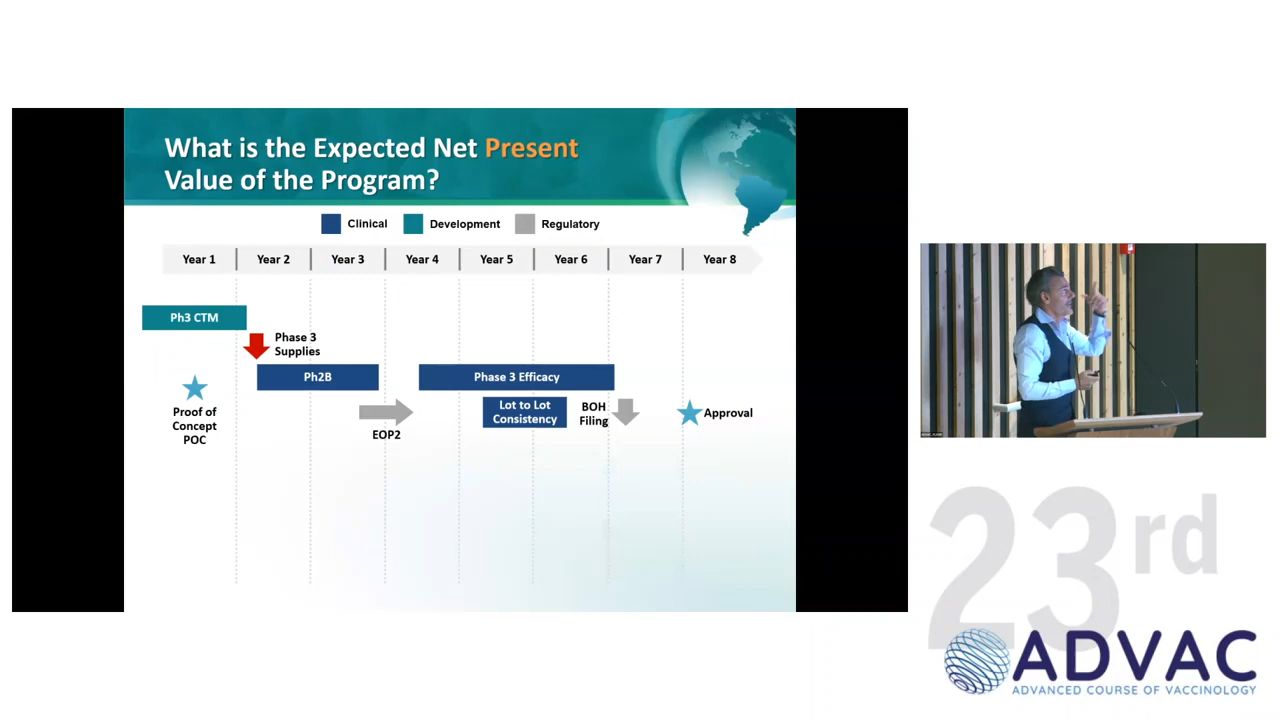 What is the Expected Net Present
Value of the Program?
Clinical
Development
Regulatory
Year 1
Year 2
Year 3
Year 4
Year 5
Year 6
Year 7
Year 8
Ph3 CTM
Phase 3
Supplies
Ph2B
Phase 3 Efficacy
Proof of
Concept
POC
EOP2
Lot to Lot
Consistency
BOH
Filing
Approval
23rd
ADVAC
ADVANCED COURSE OF VACCINOLOGY